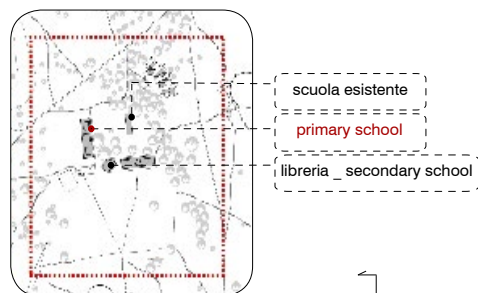 scuola esistente
primary school
libreria _ secondary school